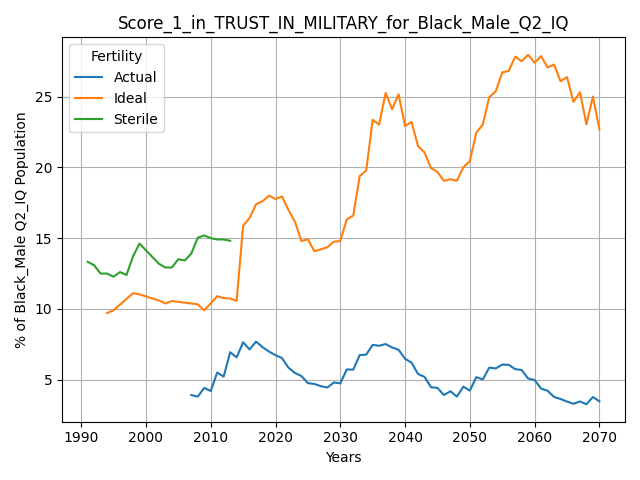 Score_1_in_TRUST_IN_MILITARY_for_Black_Male_Q2_IQ
Fertility
Actual
Ideal
Sterile
% of Black_Male Q2_IQ Population
25
20
15
10
5
1990 2000 2010 2020 2030 2040 2050 2060 2070
Years